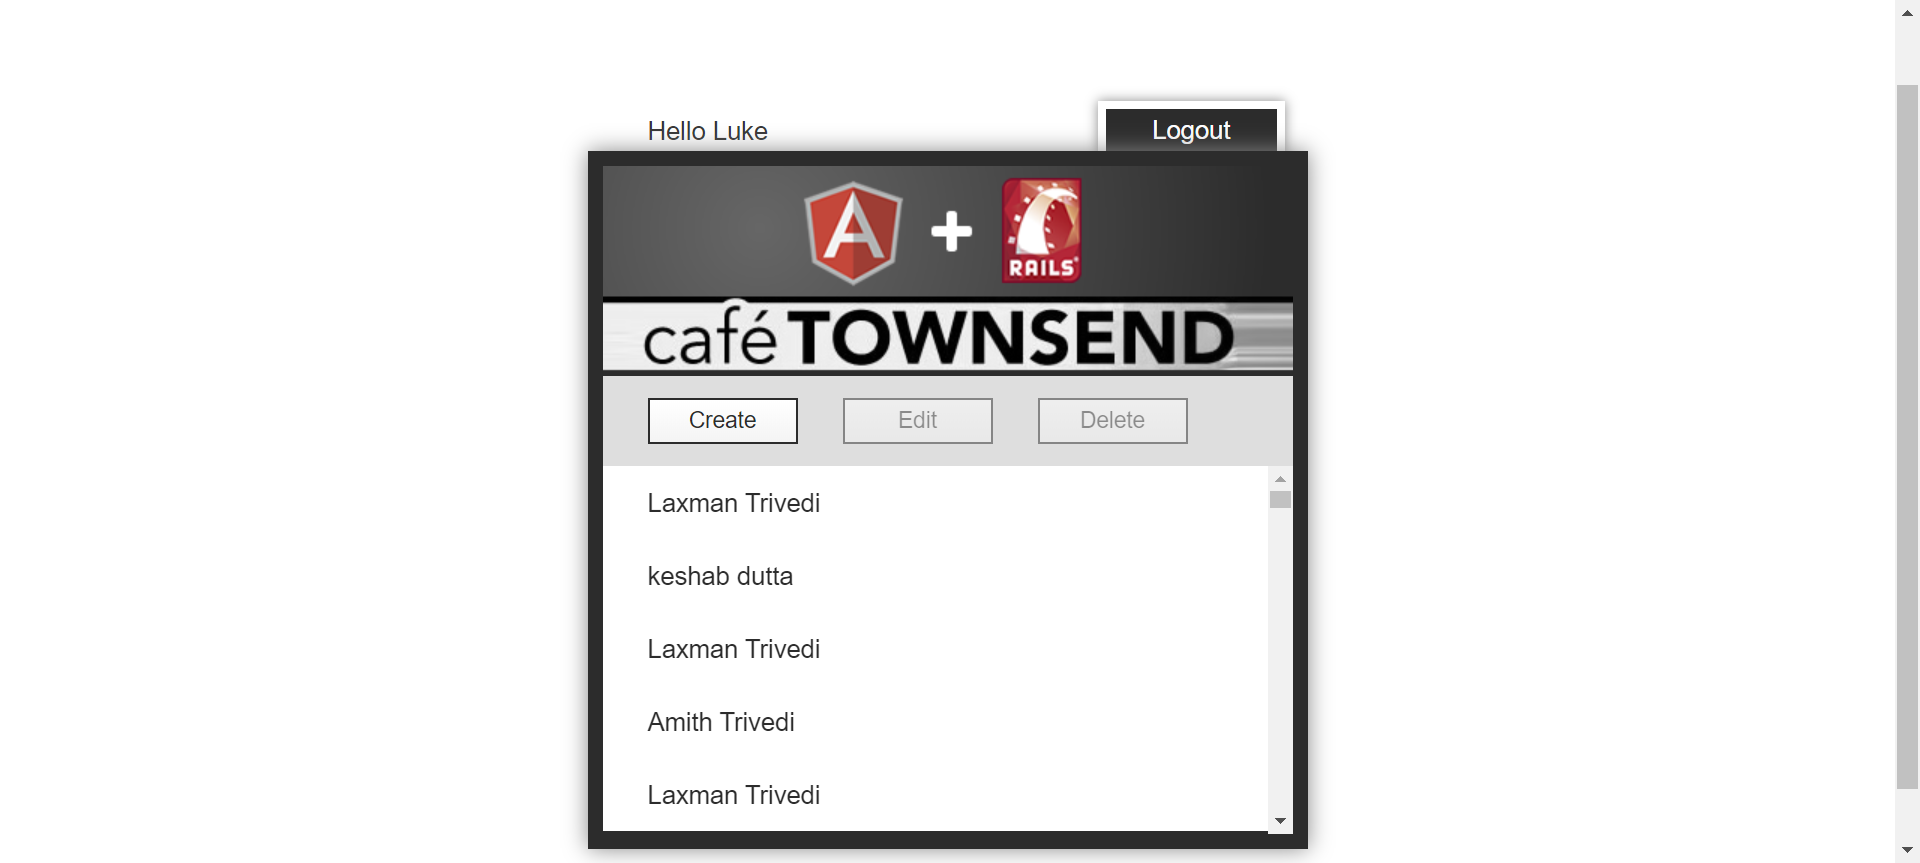 Hello Luke
Logout
A
RAILS
café TOWNSEND
Create
Edit
Delete
Laxman Trivedi
keshab dutta
Laxman Trivedi
Amith Trivedi
Laxman Trivedi